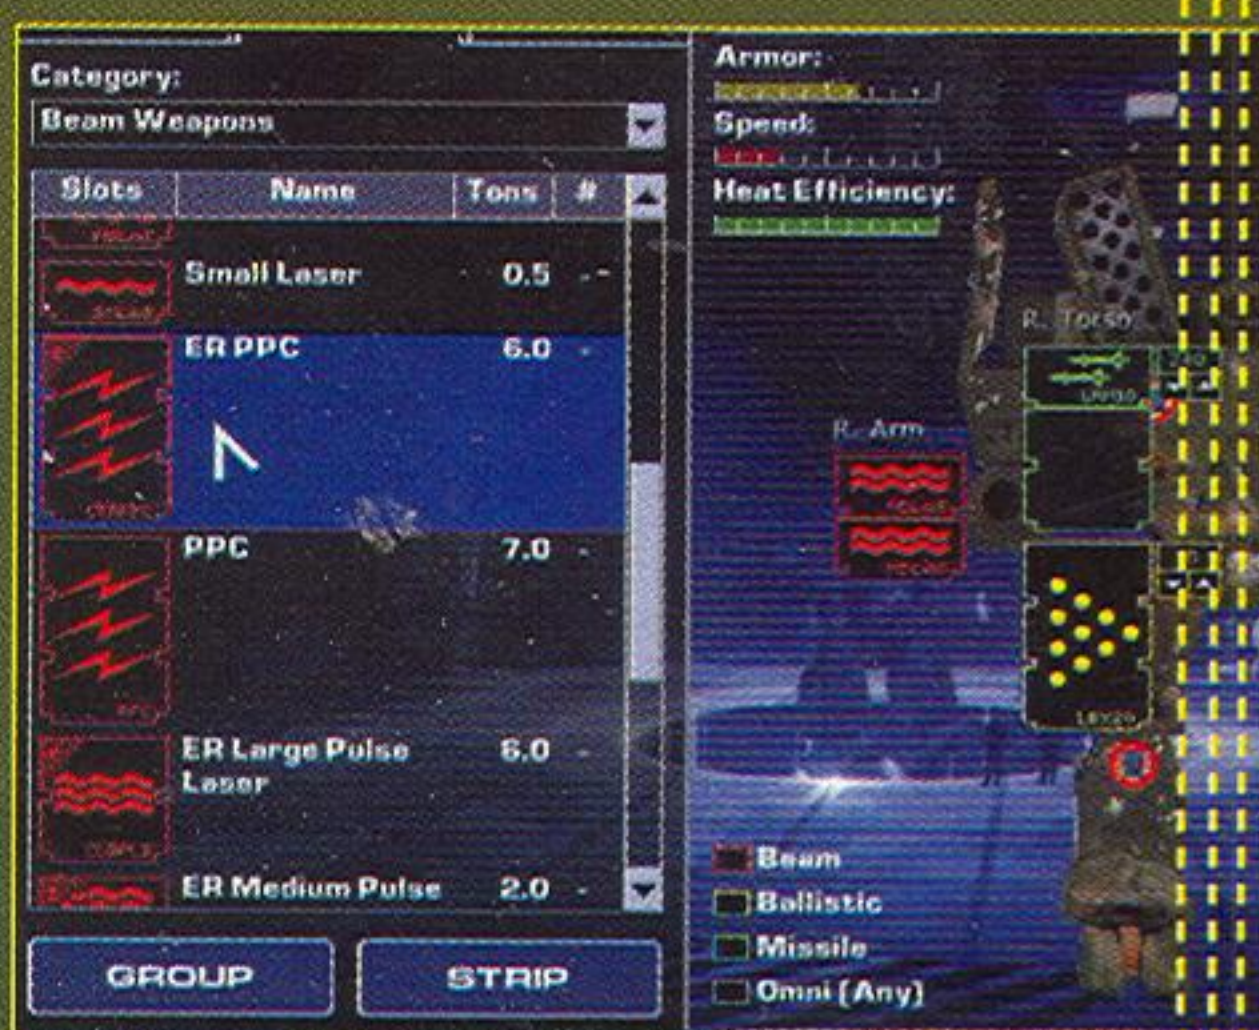 Category:
Beam Weapons
Slots Name Tons #
Small Laser 0.5 --
ER PPC 6.0 -
PPC 7.0 -
PPC
ER Large Pulse 6.0 -
Laser
ER Medium Pulse 2.0 -
GROUP STRIP
Armor:
Speed:
Heat Efficiency:
R. Torso
R. Arm
LBX20
Beam
Ballistic
Missile
Omni (Any)